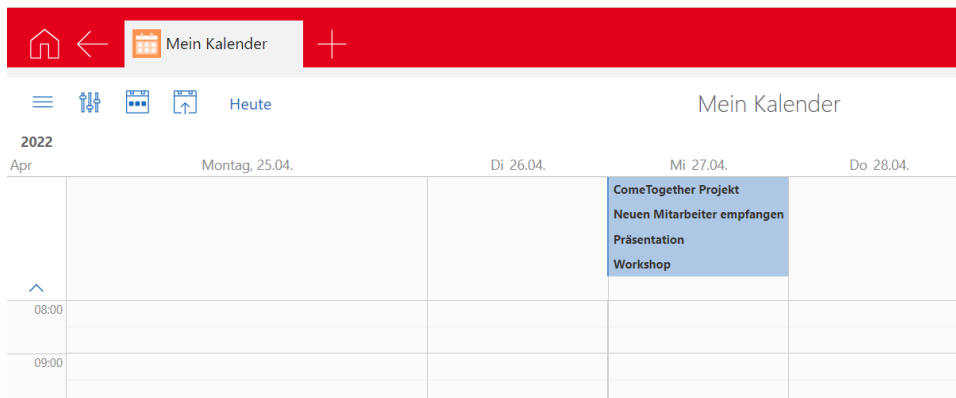 Mein Kalender
Heute
Mein Kalender
2022
Apr Montag, 25.04. Di 26.04. Mi 27.04. Do 28.04.
ComeTogether Projekt
Neuen Mitarbeiter empfangen
Präsentation
Workshop
08:00
09:00